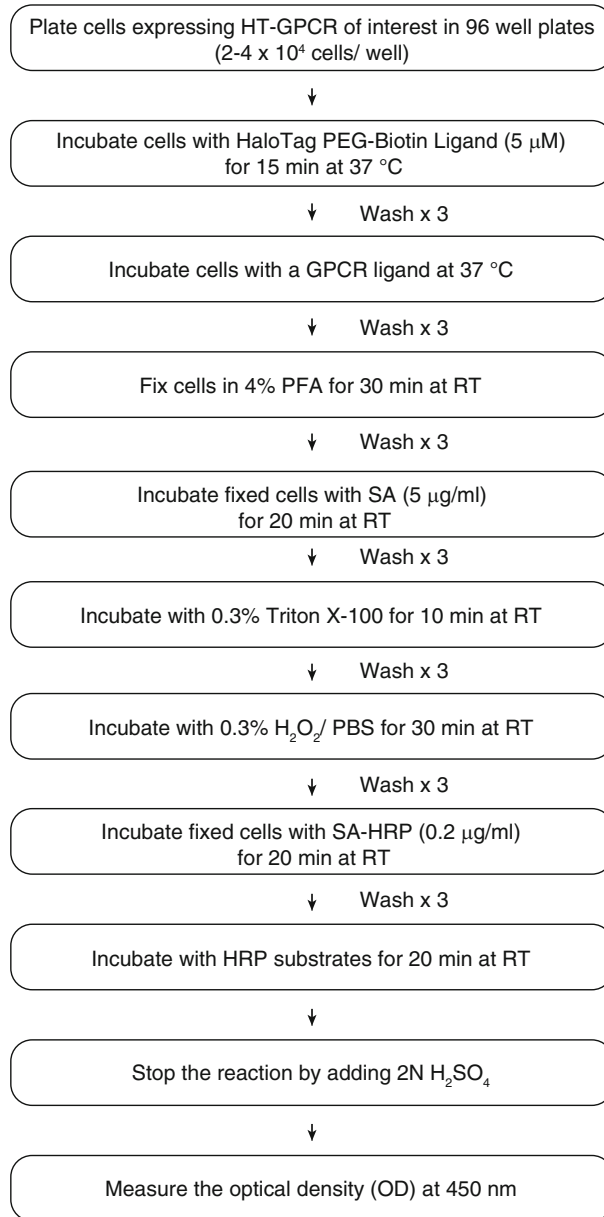 Plate cells expressing HT-GPCR of interest in 96 well plates
(2-4 x 10⁴ cells/ well)
Incubate cells with HaloTag PEG-Biotin Ligand (5 μM)
for 15 min at 37 °C
Wash x 3
Incubate cells with a GPCR ligand at 37 °C
Wash x 3
Fix cells in 4% PFA for 30 min at RT
Wash x 3
Incubate fixed cells with SA (5 μg/ml)
for 20 min at RT
Wash x 3
Incubate with 0.3% Triton X-100 for 10 min at RT
Wash x 3
Incubate with 0.3% H₂O₂/ PBS for 30 min at RT
Wash x 3
Incubate fixed cells with SA-HRP (0.2 μg/ml)
for 20 min at RT
Wash x 3
Incubate with HRP substrates for 20 min at RT
Stop the reaction by adding 2N H₂SO₄
Measure the optical density (OD) at 450 nm